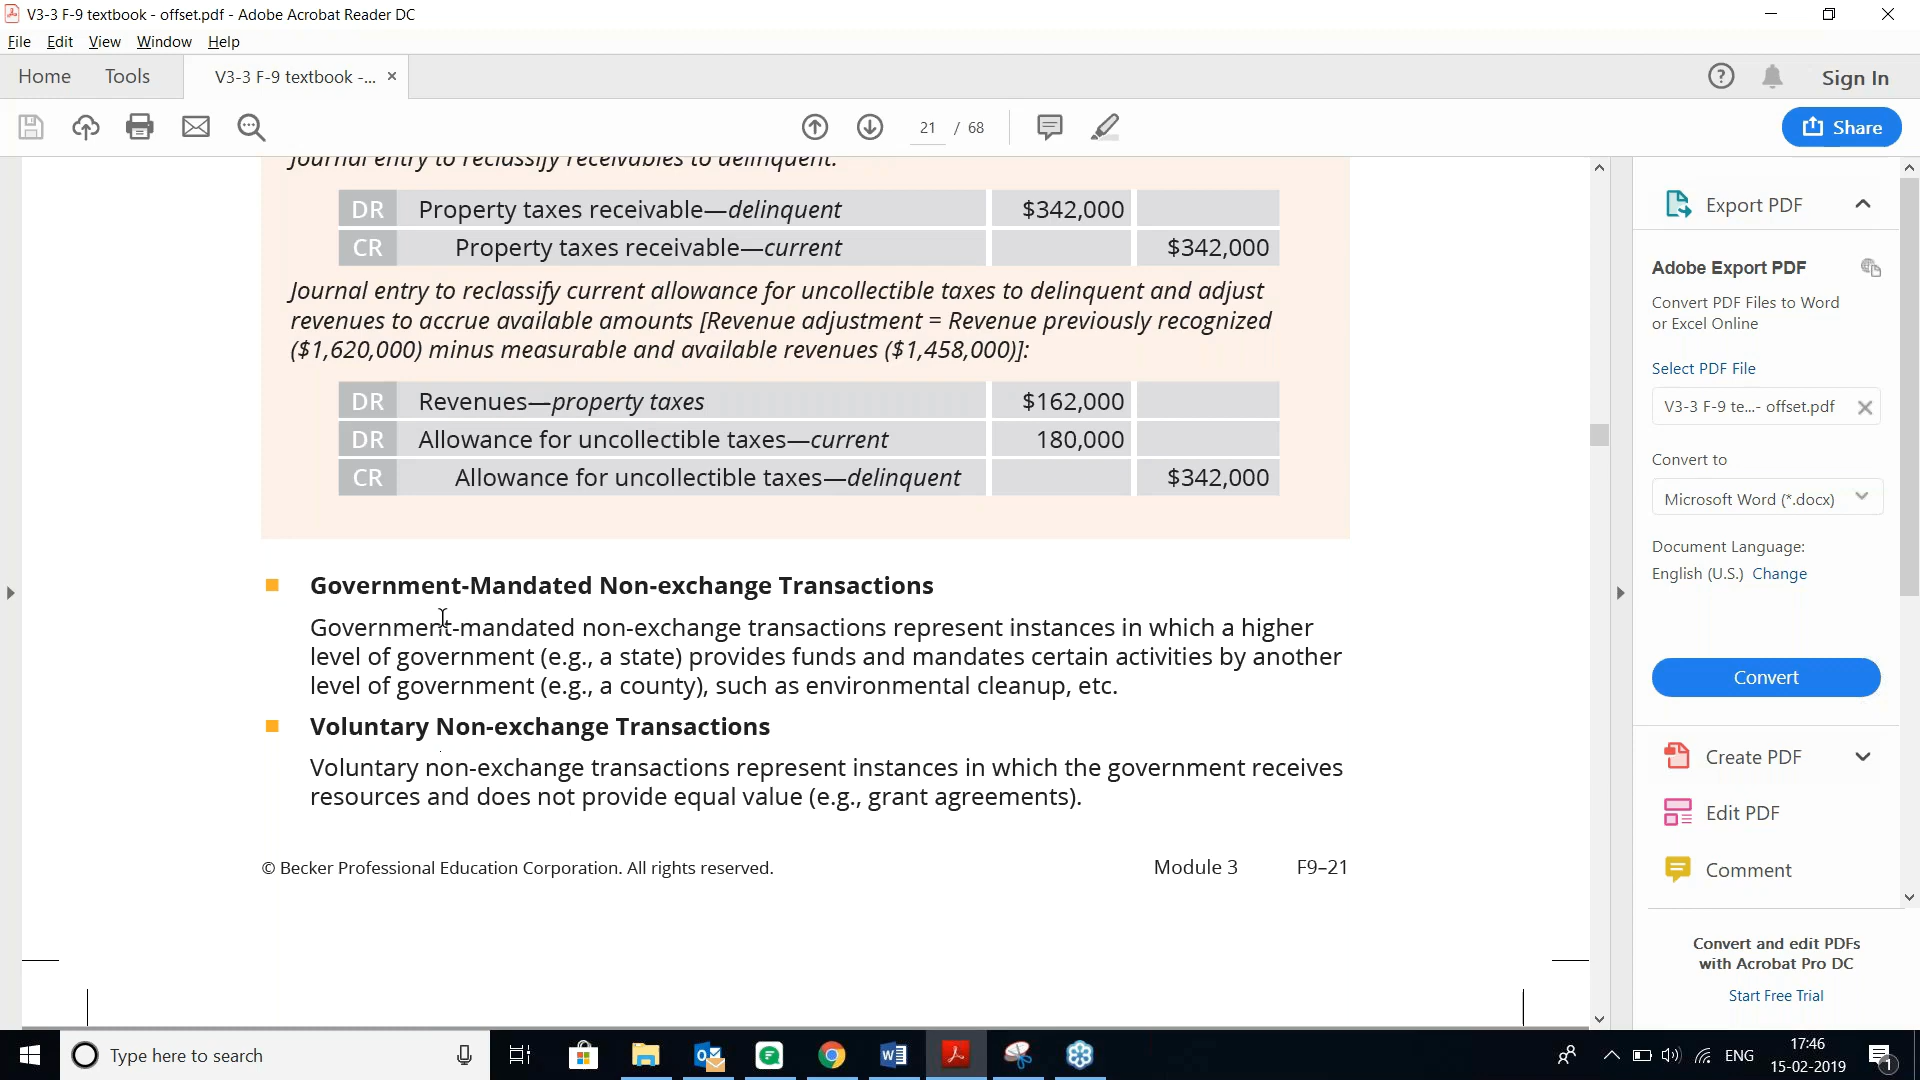 V3-3 F-9 textbook - offset.pdf - Adobe Acrobat Reader DC
File Edit View Window Help
Home Tools V3-3 F-9 textbook -... × Sign In
21 / 68 Share
Journal entry to reclassify receivables to delinquent:
DR Property taxes receivable—delinquent $342,000
CR Property taxes receivable—current $342,000
Journal entry to reclassify current allowance for uncollectible taxes to delinquent and adjust
revenues to accrue available amounts [Revenue adjustment = Revenue previously recognized
($1,620,000) minus measurable and available revenues ($1,458,000)]:
DR Revenues—property taxes $162,000
DR Allowance for uncollectible taxes—current 180,000
CR Allowance for uncollectible taxes—delinquent $342,000
Government-Mandated Non-exchange Transactions
Government-mandated non-exchange transactions represent instances in which a higher
level of government (e.g., a state) provides funds and mandates certain activities by another
level of government (e.g., a county), such as environmental cleanup, etc.
Voluntary Non-exchange Transactions
Voluntary non-exchange transactions represent instances in which the government receives
resources and does not provide equal value (e.g., grant agreements).
© Becker Professional Education Corporation. All rights reserved. Module 3 F9–21
Export PDF
Adobe Export PDF
Convert PDF Files to Word
or Excel Online
Select PDF File
V3-3 F-9 te...- offset.pdf
Convert to
Microsoft Word (*.docx)
Document Language:
English (U.S.) Change
Convert
Create PDF
Edit PDF
Comment
Convert and edit PDFs
with Acrobat Pro DC
Start Free Trial
Type here to search
ENG
17:46
15-02-2019
1